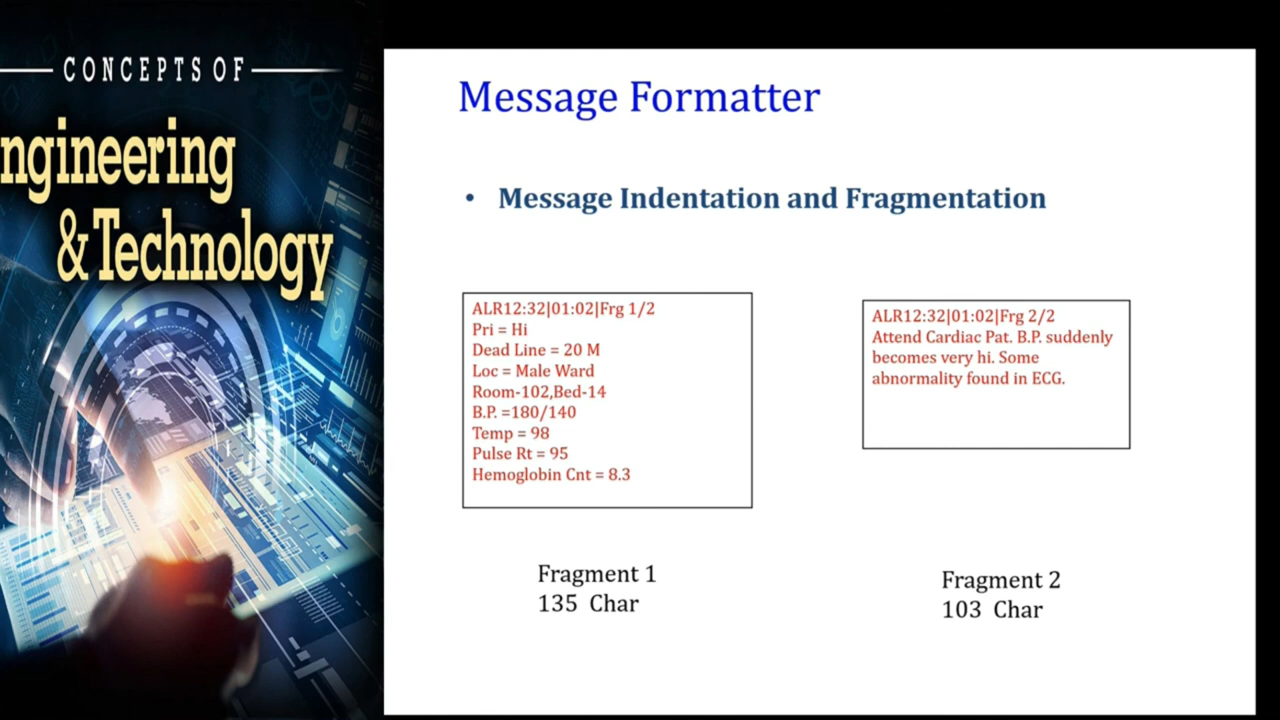 CONCEPTS OF
ngineering
& Technology
Message Formatter
• Message Indentation and Fragmentation
ALR12:32|01:02|Frg 1/2
Pri = Hi
Dead Line = 20 M
Loc = Male Ward
Room-102,Bed-14
B.P. =180/140
Temp = 98
Pulse Rt = 95
Hemoglobin Cnt = 8.3
ALR12:32|01:02|Frg 2/2
Attend Cardiac Pat. B.P. suddenly
becomes very hi. Some
abnormality found in ECG.
Fragment 1
135 Char
Fragment 2
103 Char